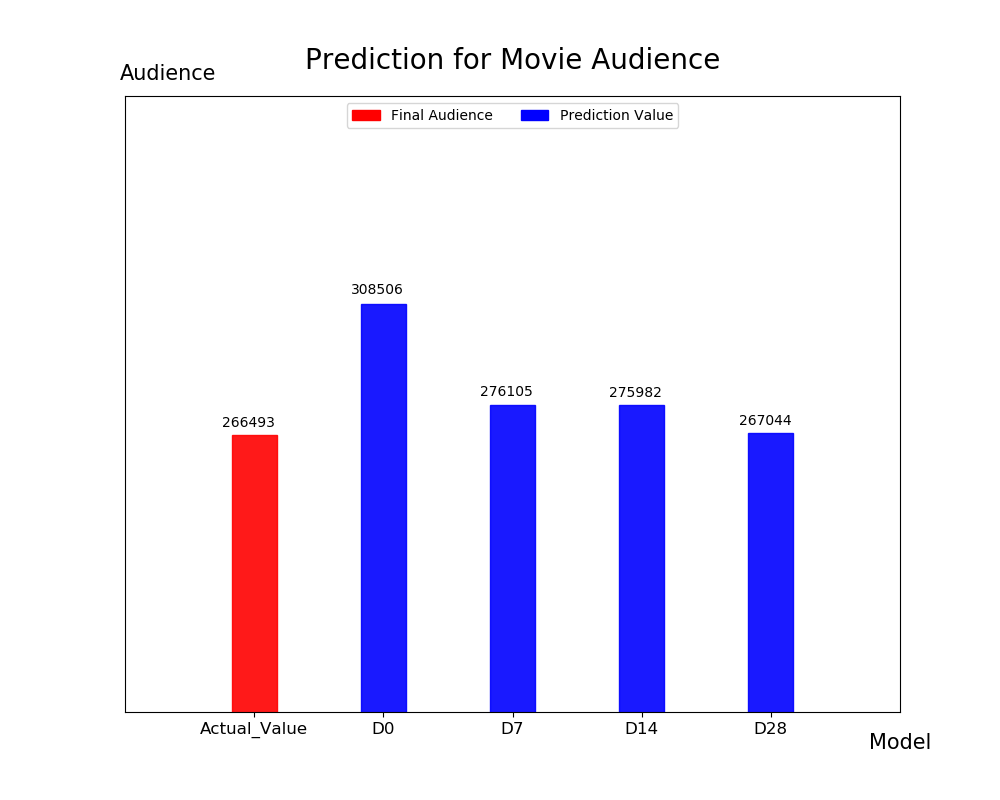 Prediction for Movie Audience
Audience
Final Audience Prediction Value
308506
276105
275982
267044
266493
Actual_Value D0 D7 D14 D28
Model